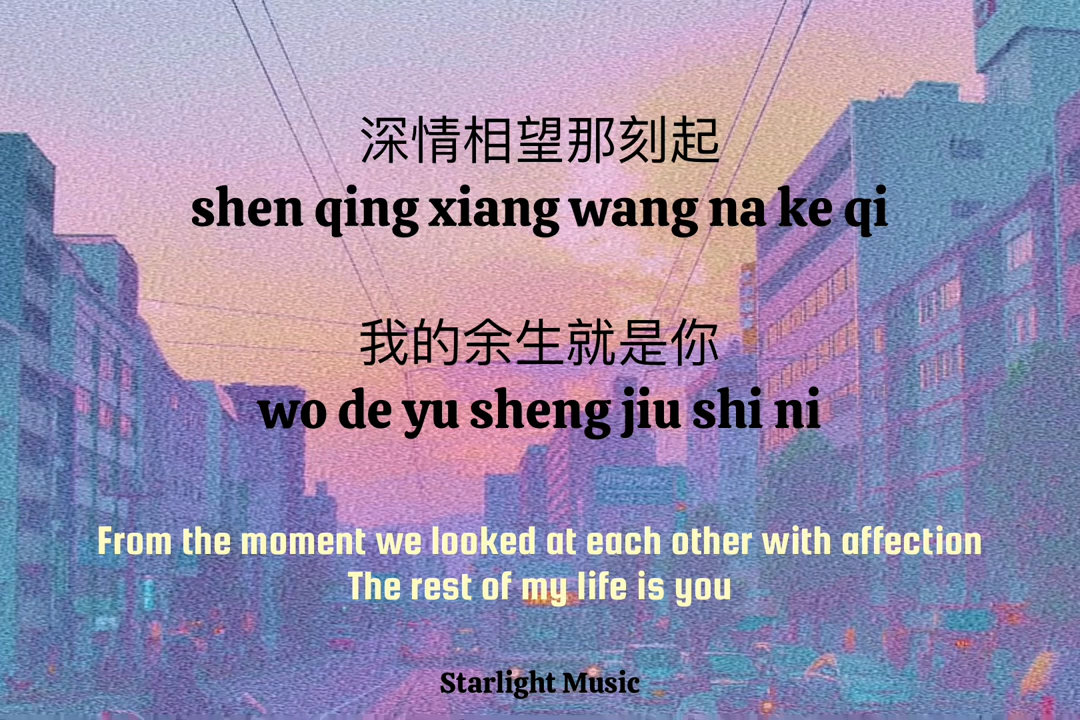 深情相望那刻起
shen qing xiang wang na ke qi
我的余生就是你
wo de yu sheng jiu shi ni
From the moment we looked at each other with affection
The rest of my life is you
Starlight Music